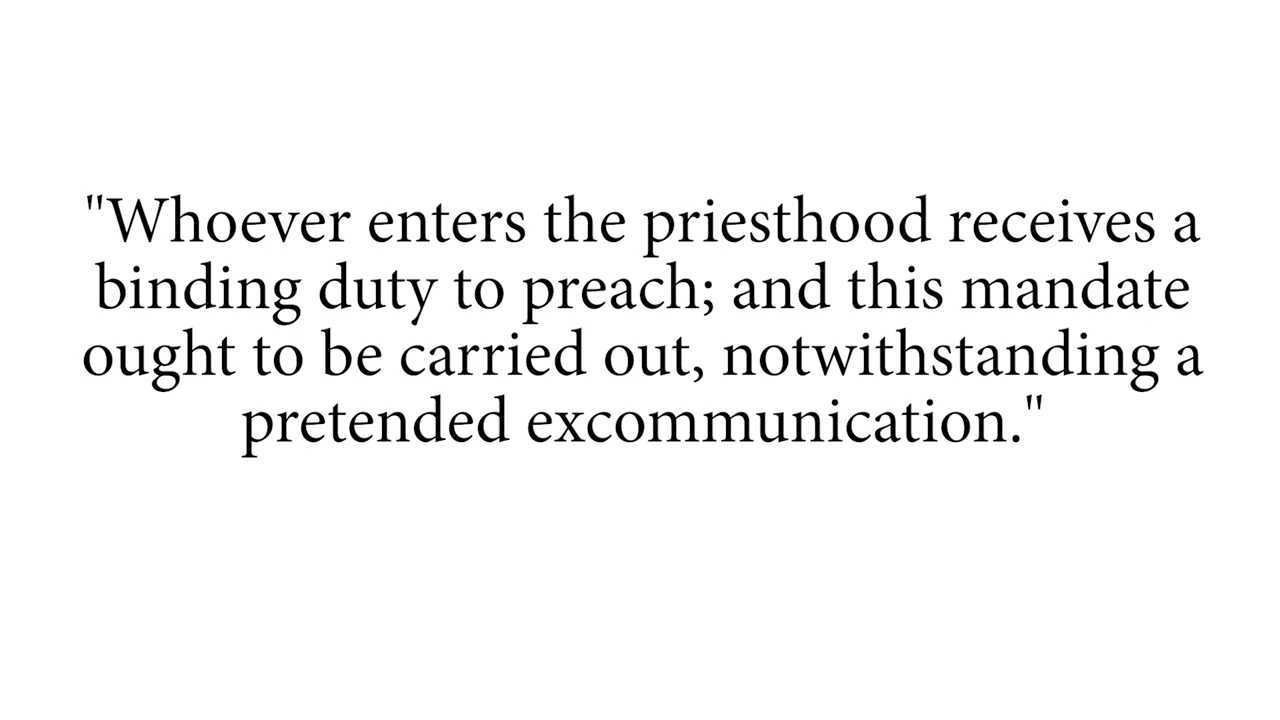 "Whoever enters the priesthood receives a
binding duty to preach; and this mandate
ought to be carried out, notwithstanding a
pretended excommunication."